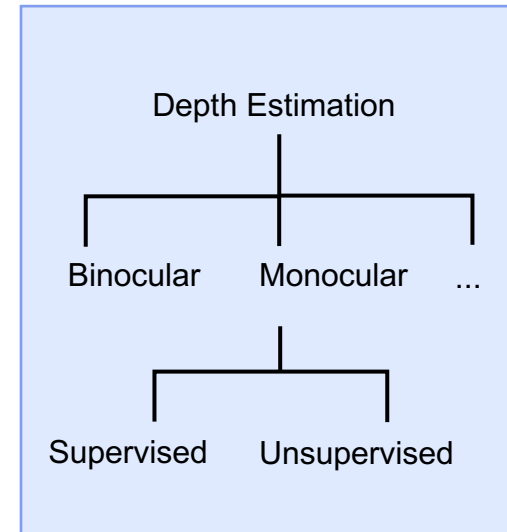 Depth Estimation
Binocular Monocular ...
Supervised Unsupervised